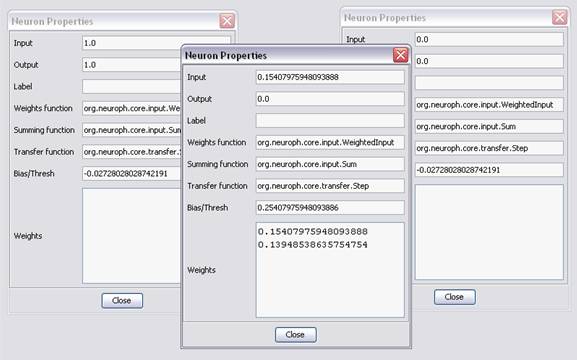 Neuron Properties
Input 1.0
Output 1.0
Label
Weights function org.neuroph.core.input.We
Summing function org.neuroph.core.input.Sum
Transfer function org.neuroph.core.transfer.S
Bias/Thresh -0.02728028028742191
Weights
Close
Neuron Properties
Input 0.15407975948093888
Output 0.0
Label
Weights function org.neuroph.core.input.WeightedInput
Summing function org.neuroph.core.input.Sum
Transfer function org.neuroph.core.transfer.Step
Bias/Thresh 0.25407975948093886
Weights
0.15407975948093888
0.13948538635754754
Close
Neuron Properties
Input 0.0
0.0
org.neuroph.core.input.WeightedInput
org.neuroph.core.input.Sum
org.neuroph.core.transfer.Step
-0.02728028028742191
Close